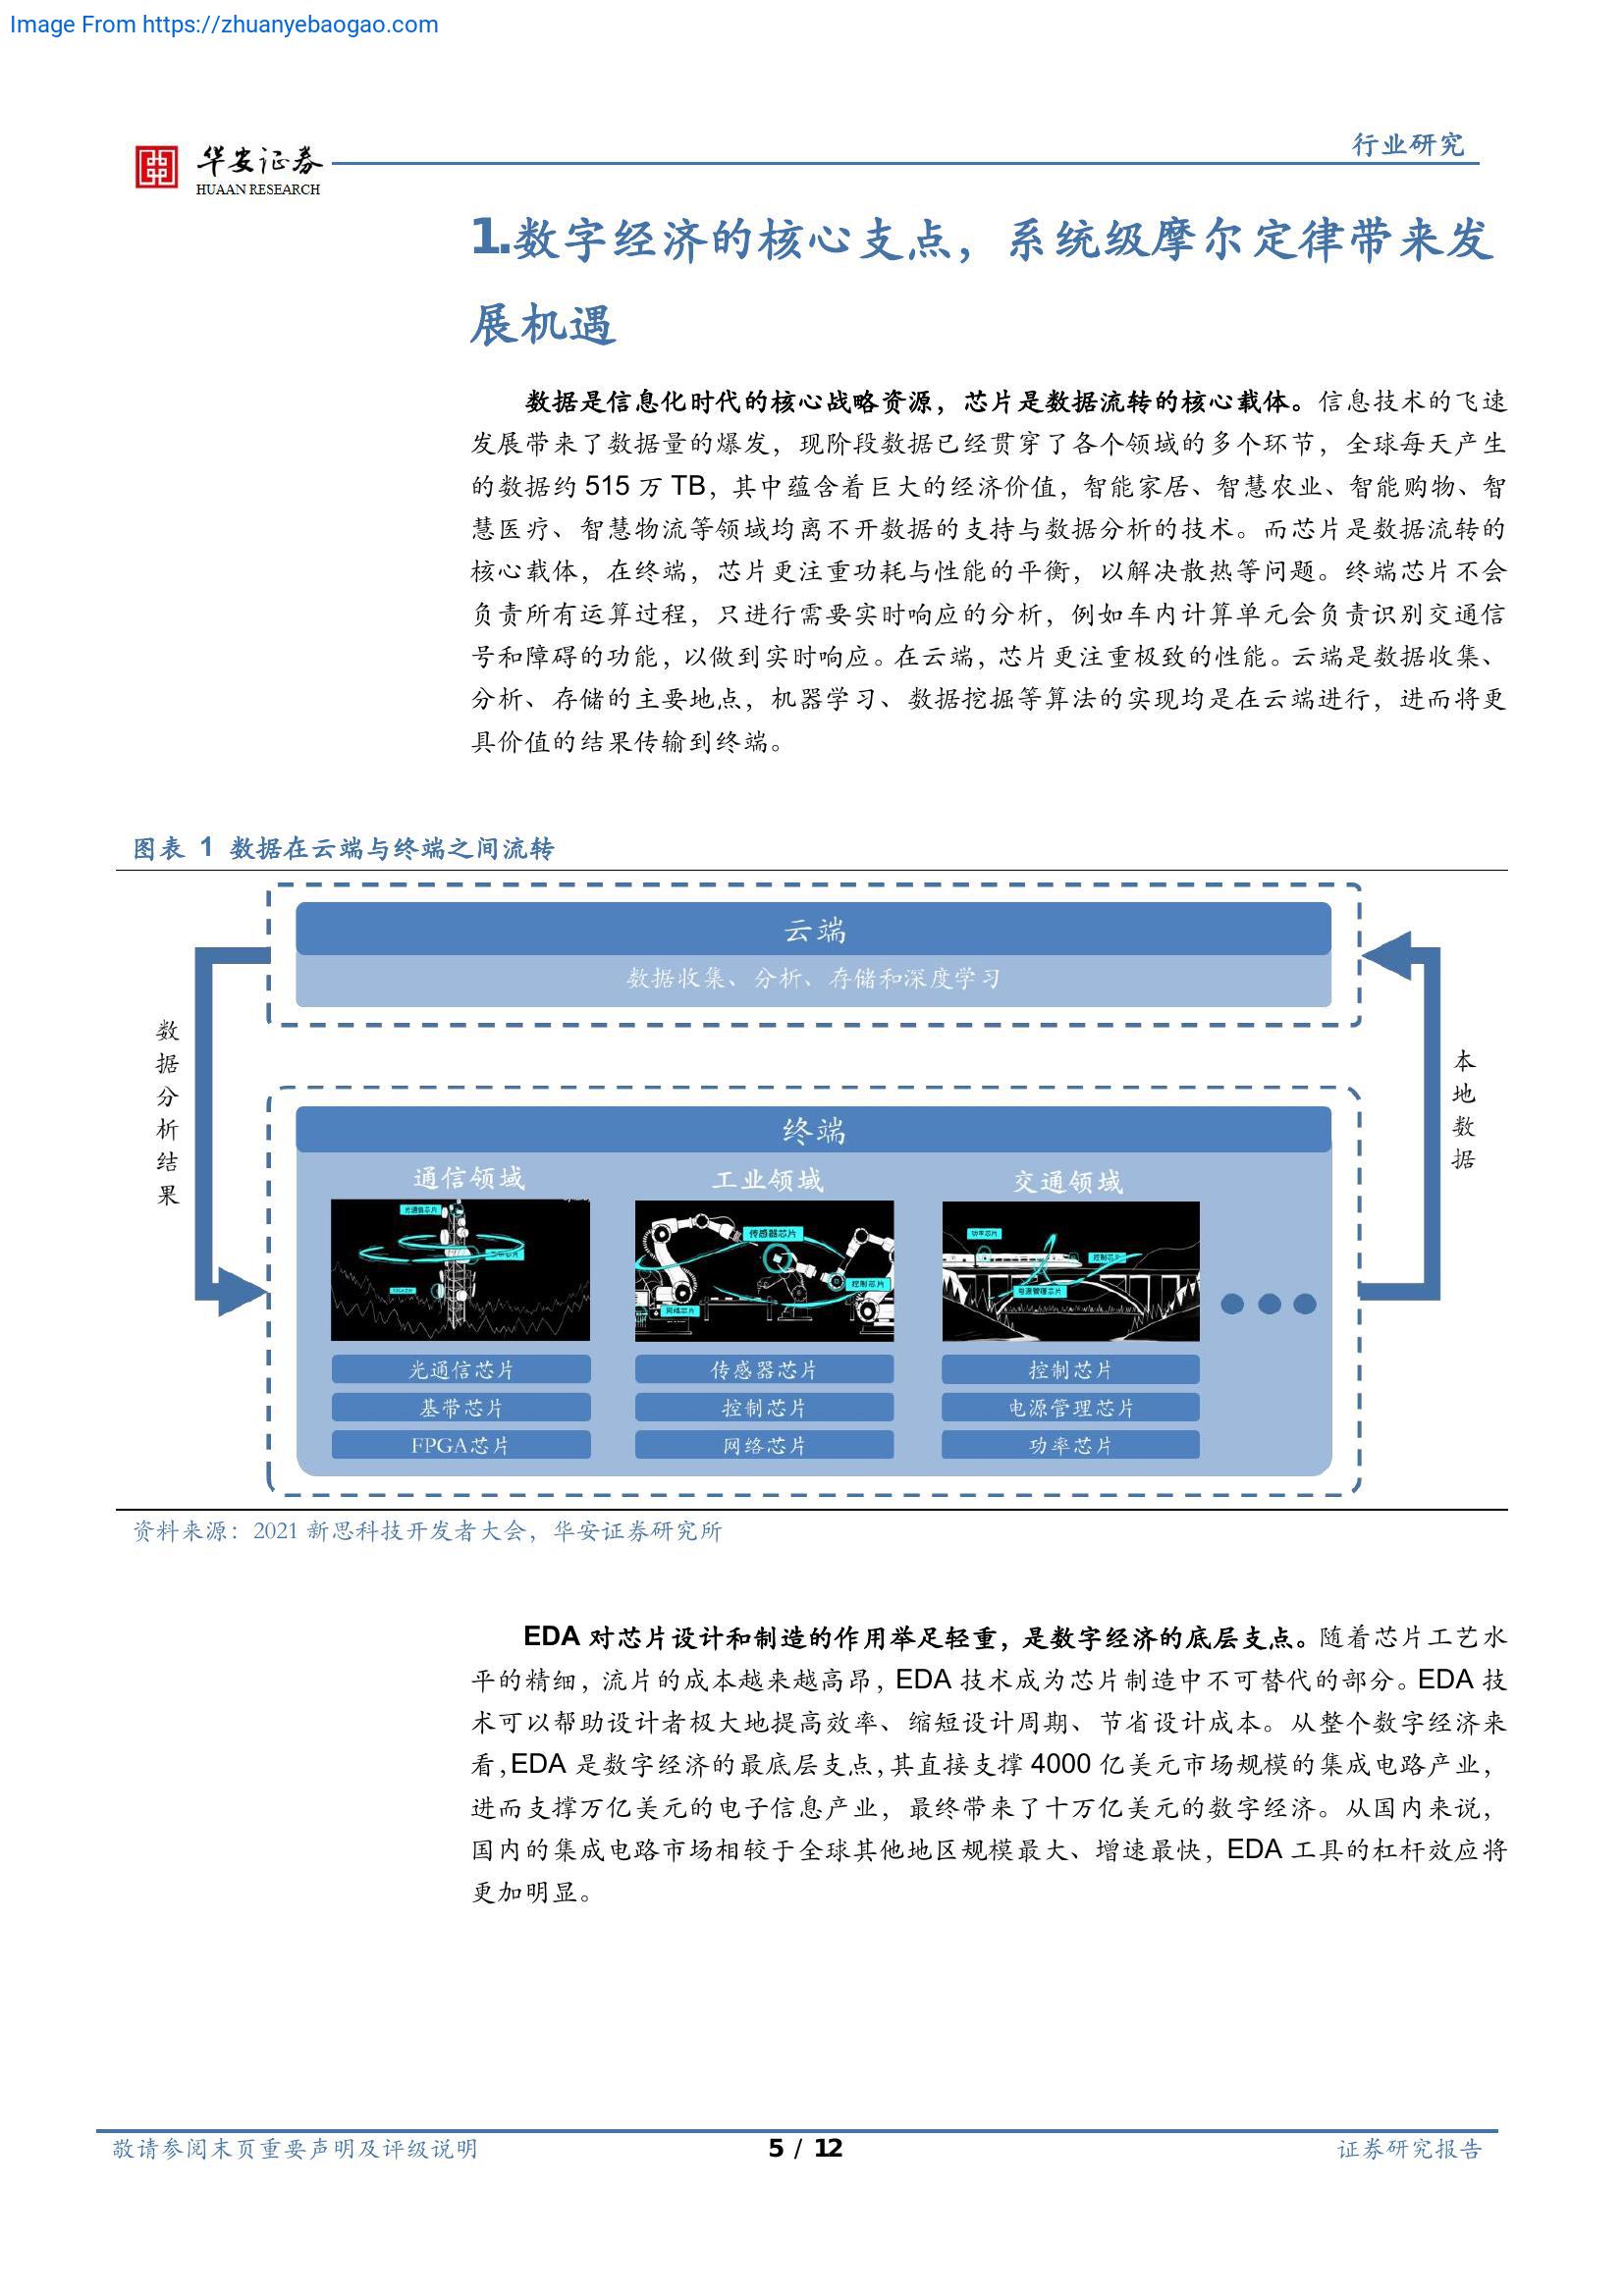 Image From https://zhuanyebaogao.com
华安证券
HUAAN RESEARCH
行业研究
1.数字经济的核心支点，系统级摩尔定律带来发
展机遇
数据是信息化时代的核心战略资源，芯片是数据流转的核心载体。信息技术的飞速
发展带来了数据量的爆发，现阶段数据已经贯穿了各个领域的多个环节，全球每天产生
的数据约 515 万 TB，其中蕴含着巨大的经济价值，智能家居、智慧农业、智能购物、智
慧医疗、智慧物流等领域均离不开数据的支持与数据分析的技术。而芯片是数据流转的
核心载体，在终端，芯片更注重功耗与性能的平衡，以解决散热等问题。终端芯片不会
负责所有运算过程，只进行需要实时响应的分析，例如车内计算单元会负责识别交通信
号和障碍的功能，以做到实时响应。在云端，芯片更注重极致的性能。云端是数据收集、
分析、存储的主要地点，机器学习、数据挖掘等算法的实现均是在云端进行，进而将更
具价值的结果传输到终端。
图表 1 数据在云端与终端之间流转
云端
数据收集、分析、存储和深度学习
数据分析结果
本地数据
终端
通信领域
工业领域
交通领域
光通信芯片
传感器芯片
控制芯片
网络芯片
功率芯片
控制芯片
电源管理芯片
光通信芯片
传感器芯片
控制芯片
基带芯片
控制芯片
电源管理芯片
FPGA芯片
网络芯片
功率芯片
资料来源：2021 新思科技开发者大会，华安证券研究所
EDA 对芯片设计和制造的作用举足轻重，是数字经济的底层支点。随着芯片工艺水
平的精细，流片的成本越来越高昂，EDA 技术成为芯片制造中不可替代的部分。EDA 技
术可以帮助设计者极大地提高效率、缩短设计周期、节省设计成本。从整个数字经济来
看，EDA 是数字经济的最底层支点，其直接支撑 4000 亿美元市场规模的集成电路产业，
进而支撑万亿美元的电子信息产业，最终带来了十万亿美元的数字经济。从国内来说，
国内的集成电路市场相较于全球其他地区规模最大、增速最快，EDA 工具的杠杆效应将
更加明显。
敬请参阅末页重要声明及评级说明
5 / 12
证券研究报告